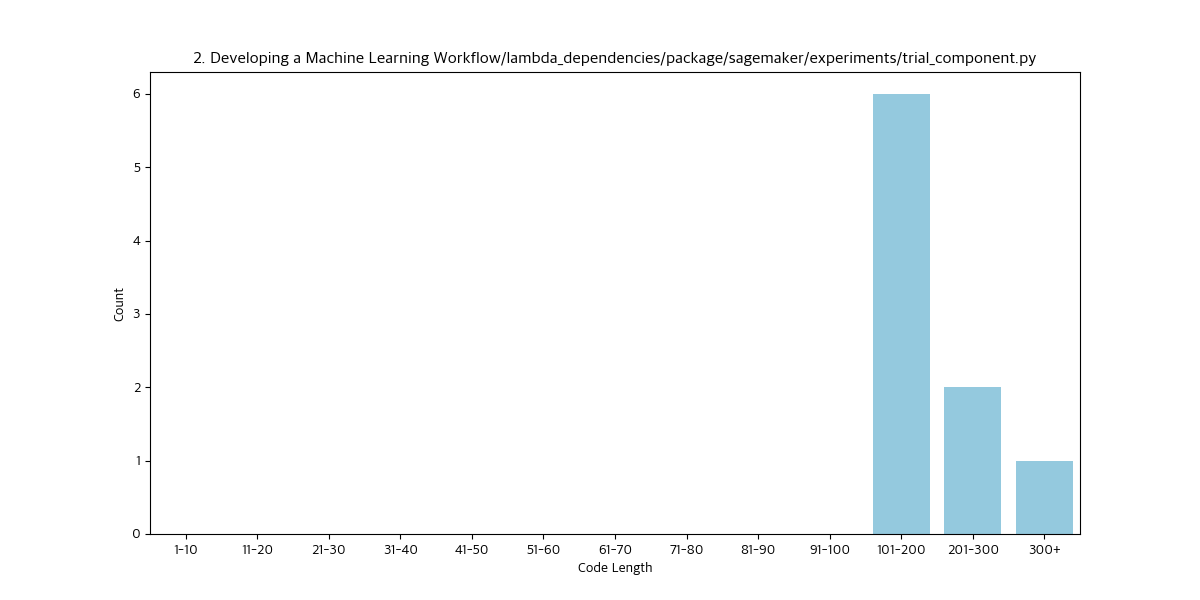 2. Developing a Machine Learning Workflow/lambda_dependencies/package/sagemaker/experiments/trial_component.py
6
5
4
3
2
1
0
Count
1-10 11-20 21-30 31-40 41-50 51-60 61-70 71-80 81-90 91-100 101-200 201-300 300+
Code Length